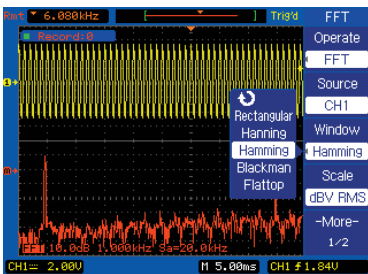 Rmt 6.080kHz [ ] Trig'd FFT
Record:0
Operate
FFT
Source
CH1
Window
Hamming
Scale
dBV RMS
-More-
1/2
Rectangular
Hanning
Hamming
Blackman
Flattop
1
m
FFT 10.0dB 1.000kHz Sa=20.0kHz
CH1= 2.00V M 5.00ms CH1 1.84V